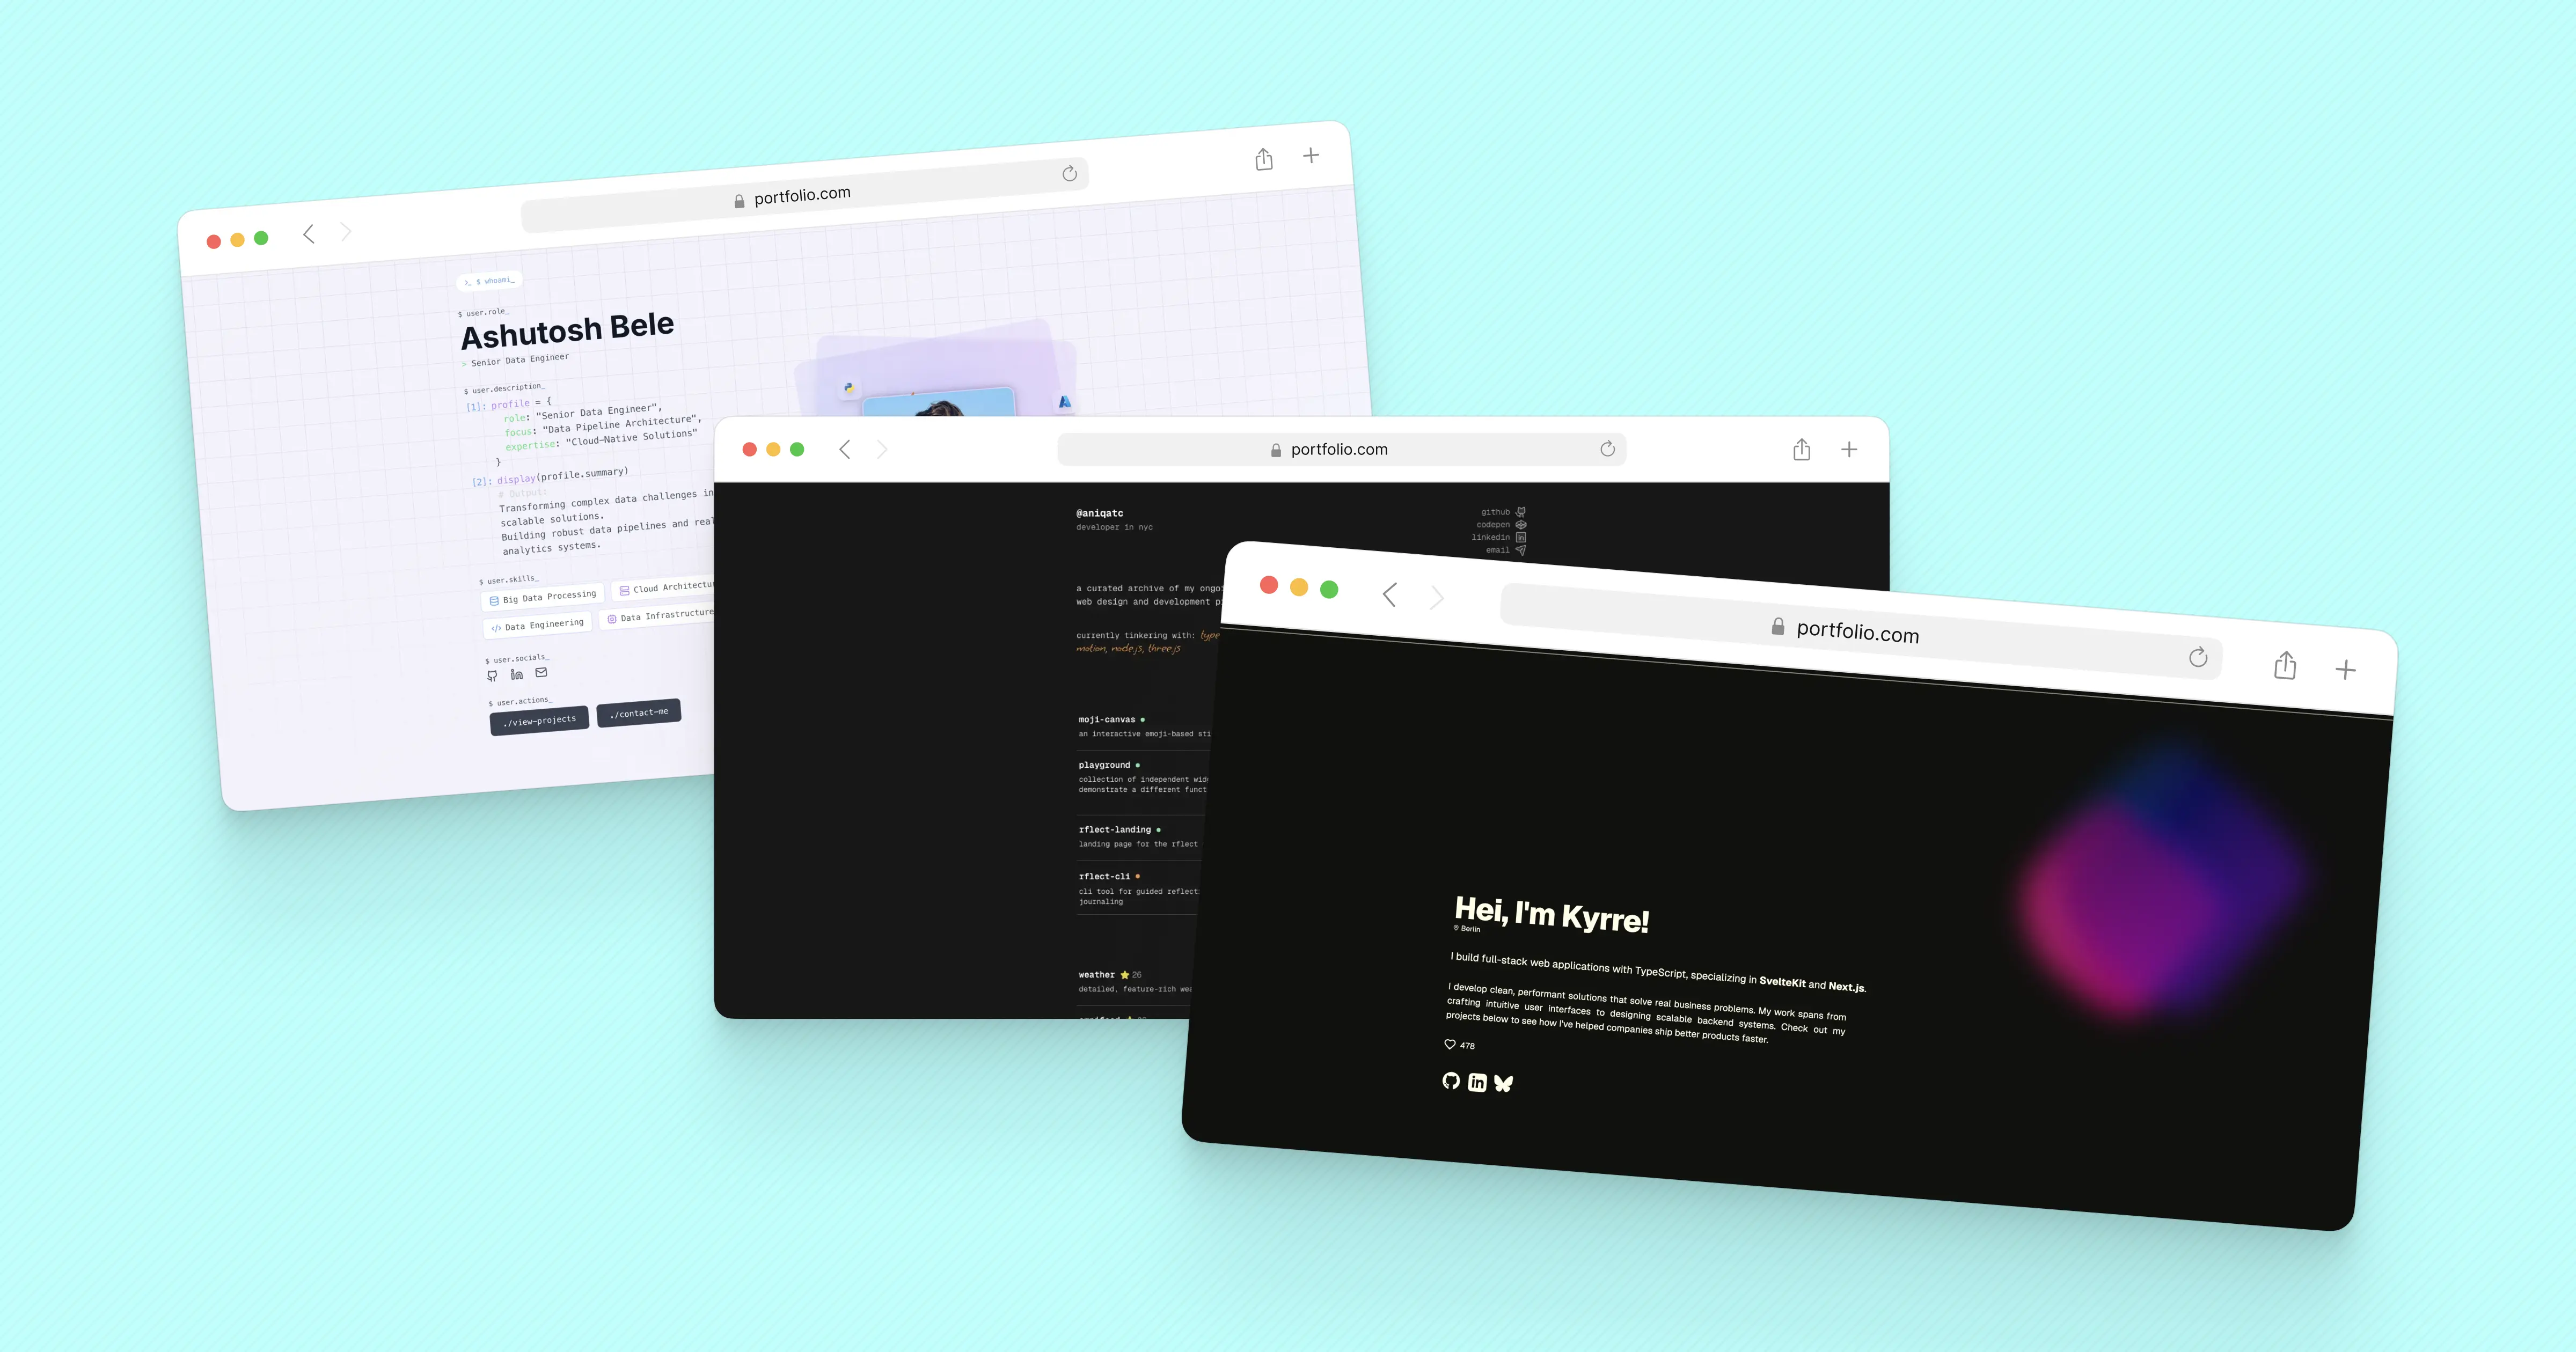 portfolio.com
>_ $ whoami_
$ user.role_
Ashutosh Bele
> Senior Data Engineer
$ user.description_
[1]: profile = {
role: "Senior Data Engineer",
focus: "Data Pipeline Architecture",
expertise: "Cloud-Native Solutions"
}
[2]: display(profile.summary)
# Output:
Transforming complex data challenges in
scalable solutions.
Building robust data pipelines and real
analytics systems.
$ user.skills_
Big Data Processing
Cloud Architectur
</> Data Engineering
Data Infrastructure
$ user.socials_
$ user.actions_
./view-projects
./contact-me
portfolio.com
@aniqatc
developer in nyc
github
codepen
linkedin
email
a curated archive of my ongoi
web design and development p
currently tinkering with: type
motion, node.js, three.js
moji-canvas
an interactive emoji-based sti
playground
collection of independent wid
demonstrate a different funct
rflect-landing
landing page for the rflect
rflect-cli
cli tool for guided reflect
journaling
weather ⭐ 26
detailed, feature-rich wea
portfolio.com
Hei, I'm Kyrre!
Berlin
I build full-stack web applications with TypeScript, specializing in SvelteKit and Next.js.
I develop clean, performant solutions that solve real business problems. My work spans from
crafting intuitive user interfaces to designing scalable backend systems. Check out my
projects below to see how I've helped companies ship better products faster.
478